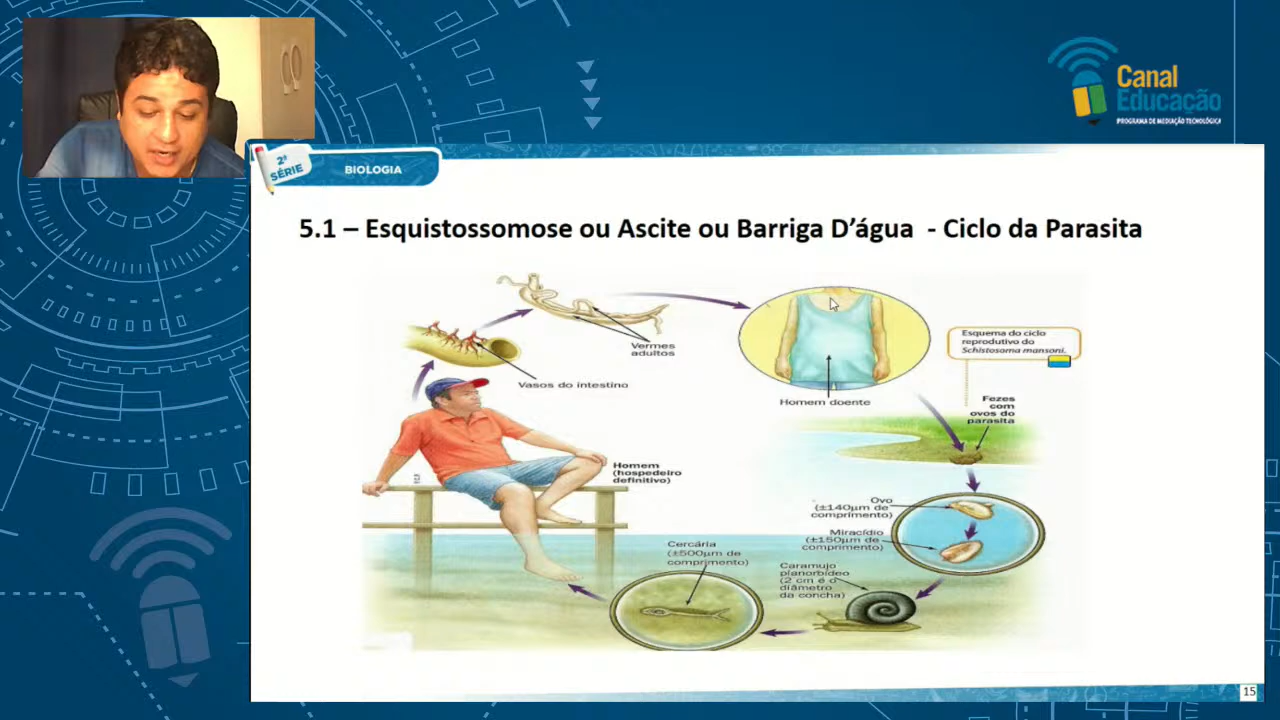 Canal
Educação
PROGRAMA DE MEDIAÇÃO TECNOLÓGICA
2ª
SÉRIE
BIOLOGIA
5.1 – Esquistossomose ou Ascite ou Barriga D’água - Ciclo da Parasita
Vermes
adultos
Vasos do intestino
Homem doente
Esquema do ciclo
reprodutivo do
Schistosoma mansoni.
Fezes
com
ovos do
parasita
Homem
(hospedeiro
definitivo)
Ovo
(±140µm de
comprimento)
Miracídio
(±150µm de
comprimento)
Cercária
(±500µm de
comprimento)
Caramujo
planorbídeo
(2 cm é o
diâmetro
da concha)
15